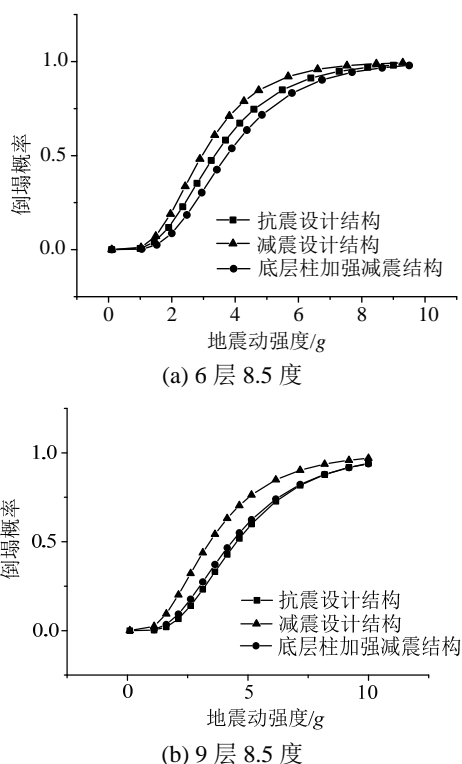 1.0
0.5
0.0
倒塌概率
抗震设计结构
减震设计结构
底层柱加强减震结构
0 2 4 6 8 10
地震动强度/g
(a) 6 层 8.5 度
1.0
0.5
0.0
倒塌概率
抗震设计结构
减震设计结构
底层柱加强减震结构
0 5 10
地震动强度/g
(b) 9 层 8.5 度